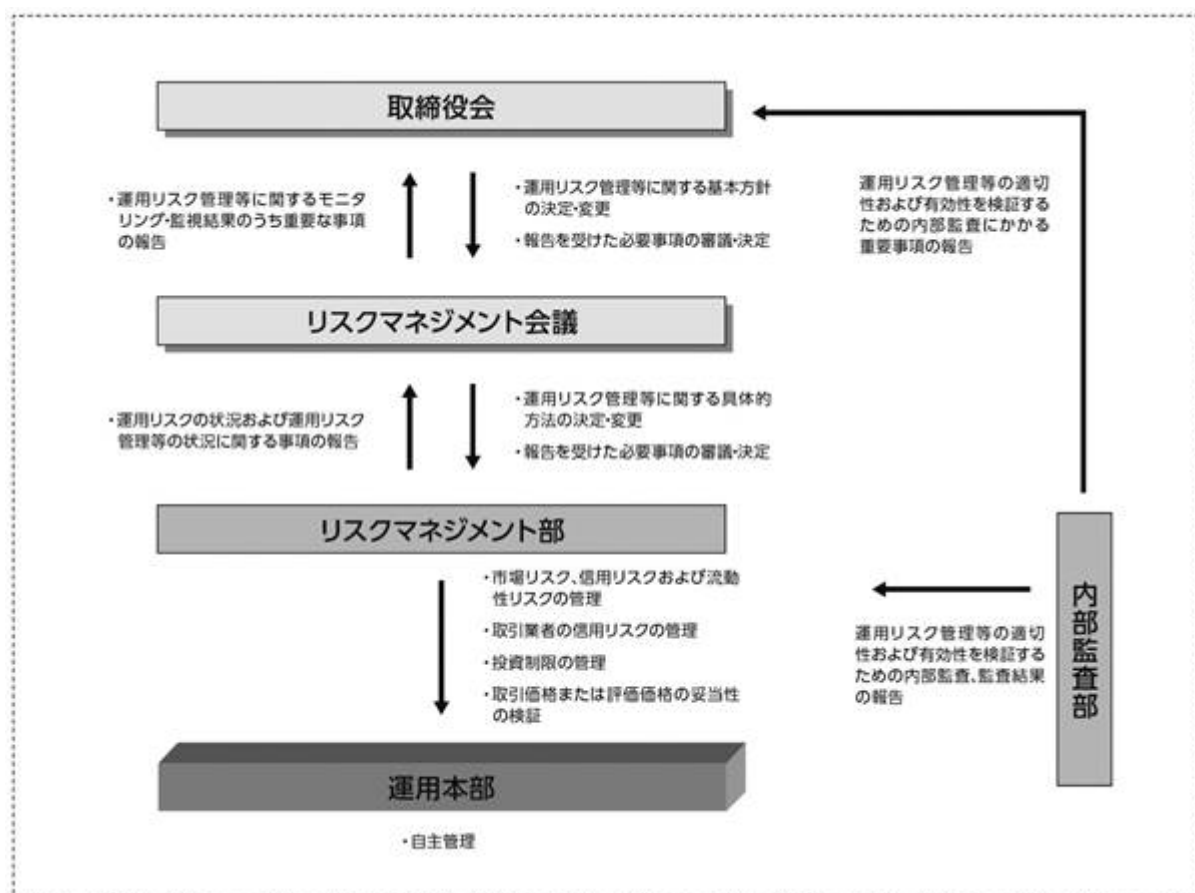 取締役会
・運用リスク管理等に関するモニタ
リング・監視結果のうち重要な事項
の報告
・運用リスク管理等に関する基本方針
の決定・変更
・報告を受けた必要事項の審議・決定
運用リスク管理等の適切
性および有効性を検証する
ための内部監査にかかる
重要事項の報告
リスクマネジメント会議
・運用リスクの状況および運用リスク
管理等の状況に関する事項の報告
・運用リスク管理等に関する具体的
方法の決定・変更
・報告を受けた必要事項の審議・決定
リスクマネジメント部
・市場リスク、信用リスクおよび流動
性リスクの管理
・取引業者の信用リスクの管理
・投資制限の管理
・取引価格または評価価格の妥当性
の検証
運用リスク管理等の適切
性および有効性を検証する
ための内部監査、監査結果
の報告
内部監査部
運用本部
・自主管理